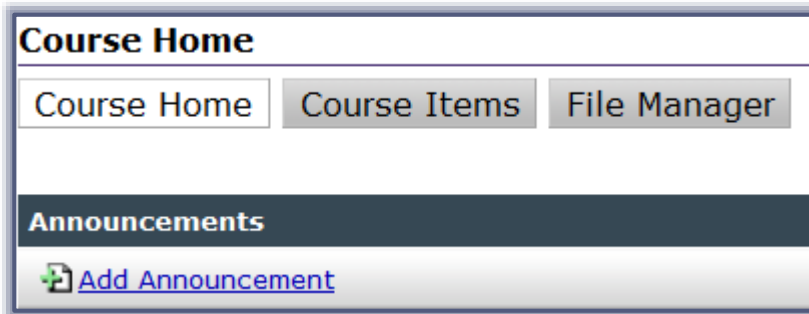 Course Home
Course Home Course Items File Manager
Announcements
Add Announcement